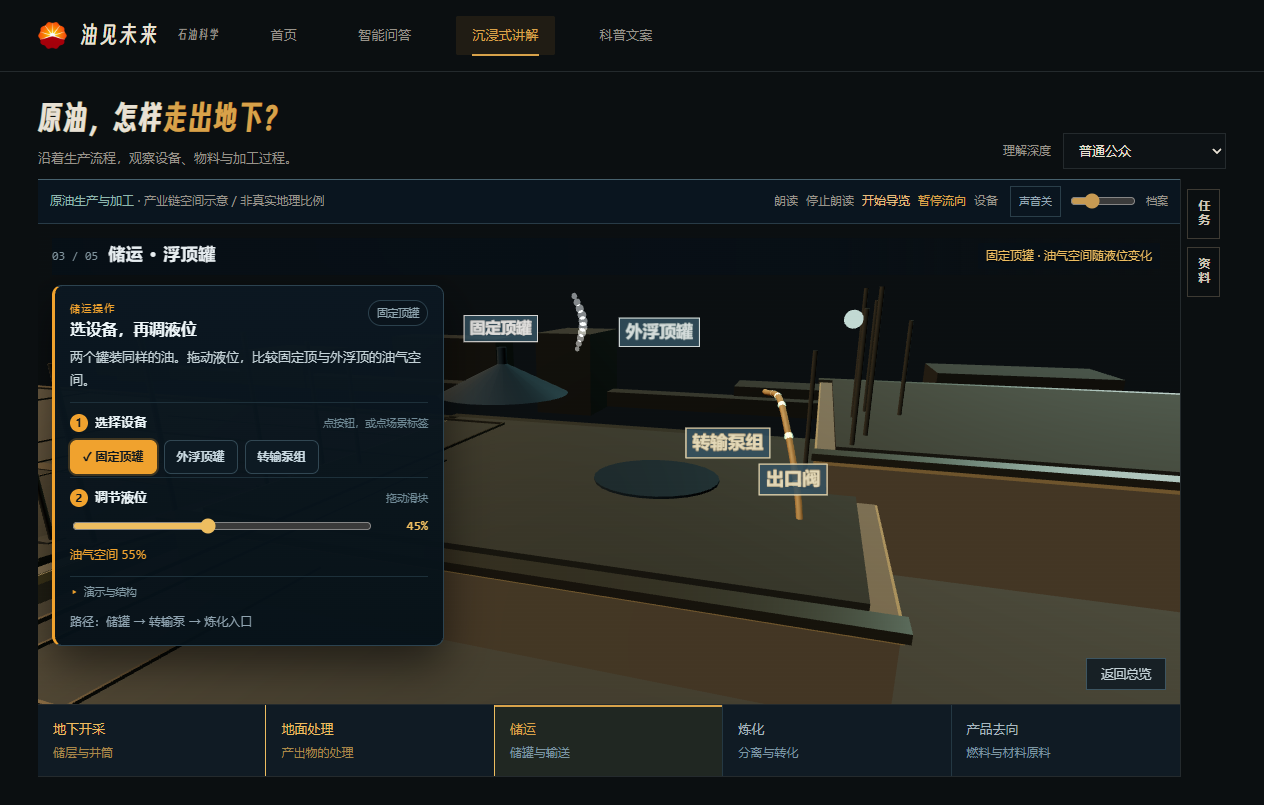 油见未来 石油科学 首页 智能问答 沉浸式讲解 科普文案
原油，怎样走出地下？
沿着生产流程，观察设备、物料与加工过程。
理解深度 普通公众
原油生产与加工 · 产业链空间示意 / 非真实地理比例
朗读 停止朗读 开始导览 暂停流向 设备 声音关 档案
任务
资料
03 / 05 储运 • 浮顶罐
固定顶罐 · 油气空间随液位变化
储运操作
固定顶罐
选设备，再调液位
两个罐装同样的油。拖动液位，比较固定顶与外浮顶的油气空
间。
1 选择设备 点按钮，或点场景标签
✓ 固定顶罐 外浮顶罐 转输泵组
2 调节液位 拖动滑块
45%
油气空间 55%
▸ 演示与结构
路径：储罐 → 转输泵 → 炼化入口
固定顶罐
外浮顶罐
转输泵组
出口阀
返回总览
地下开采
储层与井筒
地面处理
产出物的处理
储运
储罐与输送
炼化
分离与转化
产品去向
燃料与材料原料